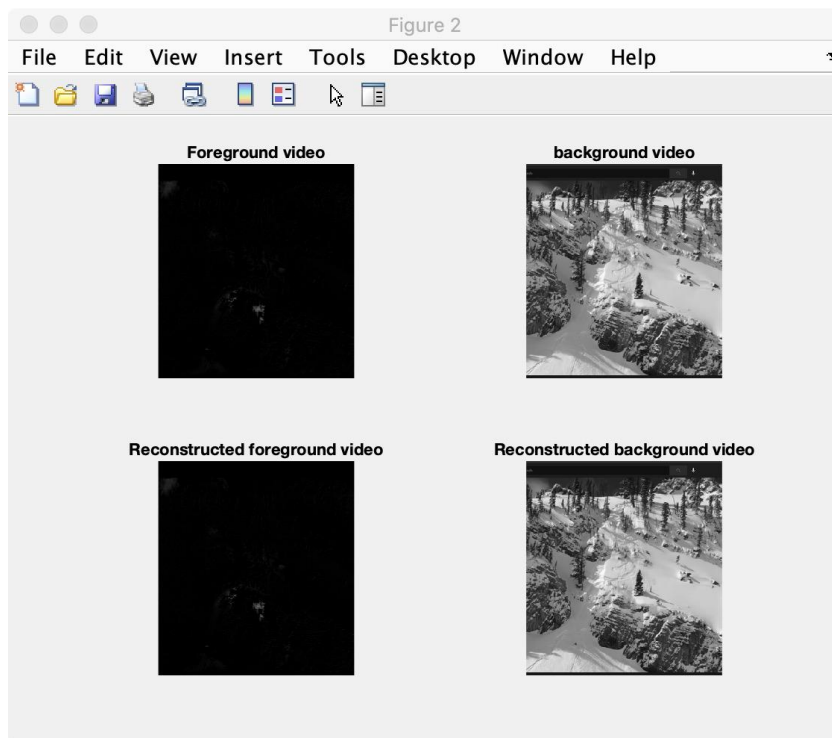 Figure 2
File Edit View Insert Tools Desktop Window Help
Foreground video background video
Reconstructed foreground video Reconstructed background video